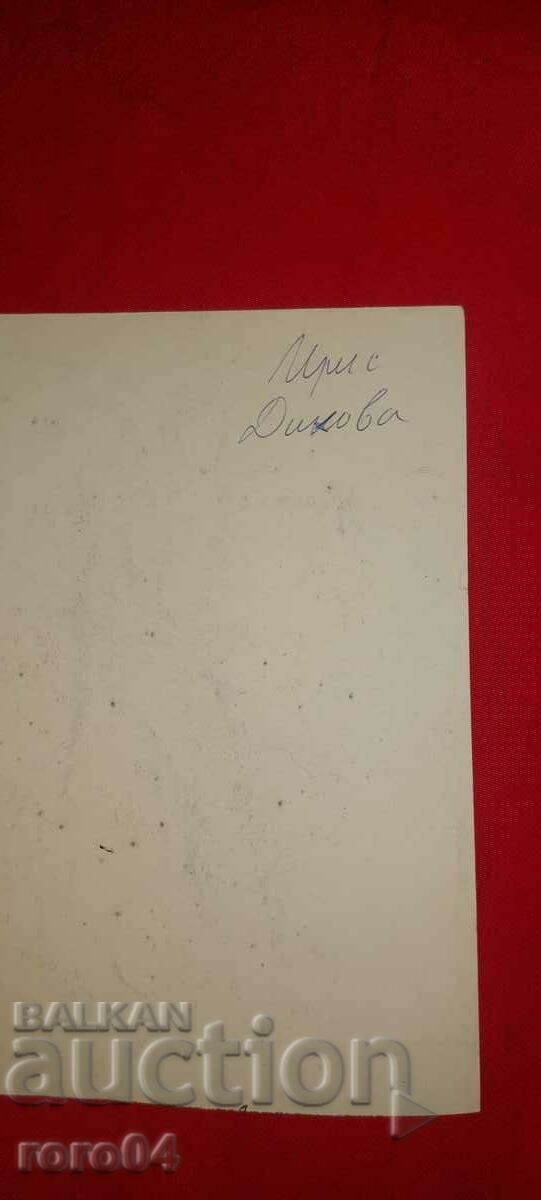 Ирис
Дикова
BALKAN
auction
roro04